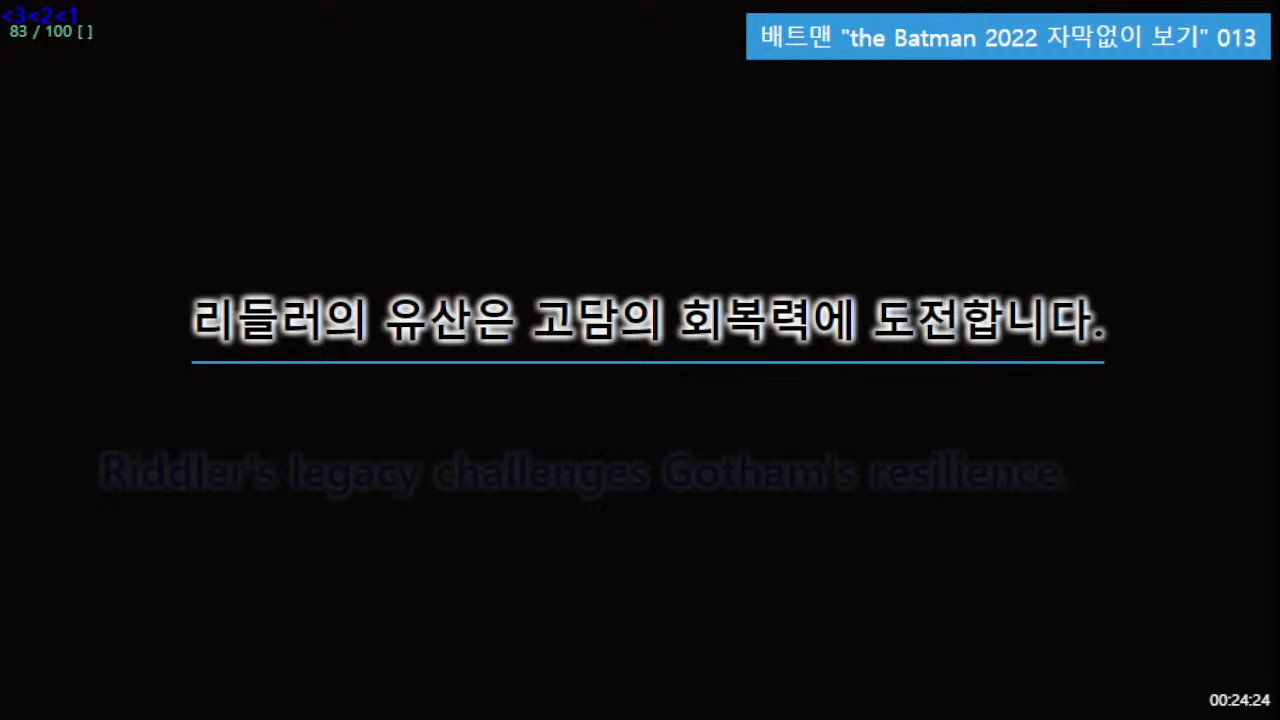 <3<2<1
83 / 100 [ ]
배트맨 "the Batman 2022 자막없이 보기" 013
리들러의 유산은 고담의 회복력에 도전합니다.
Riddler's legacy challenges Gotham's resilience.
00:24:24